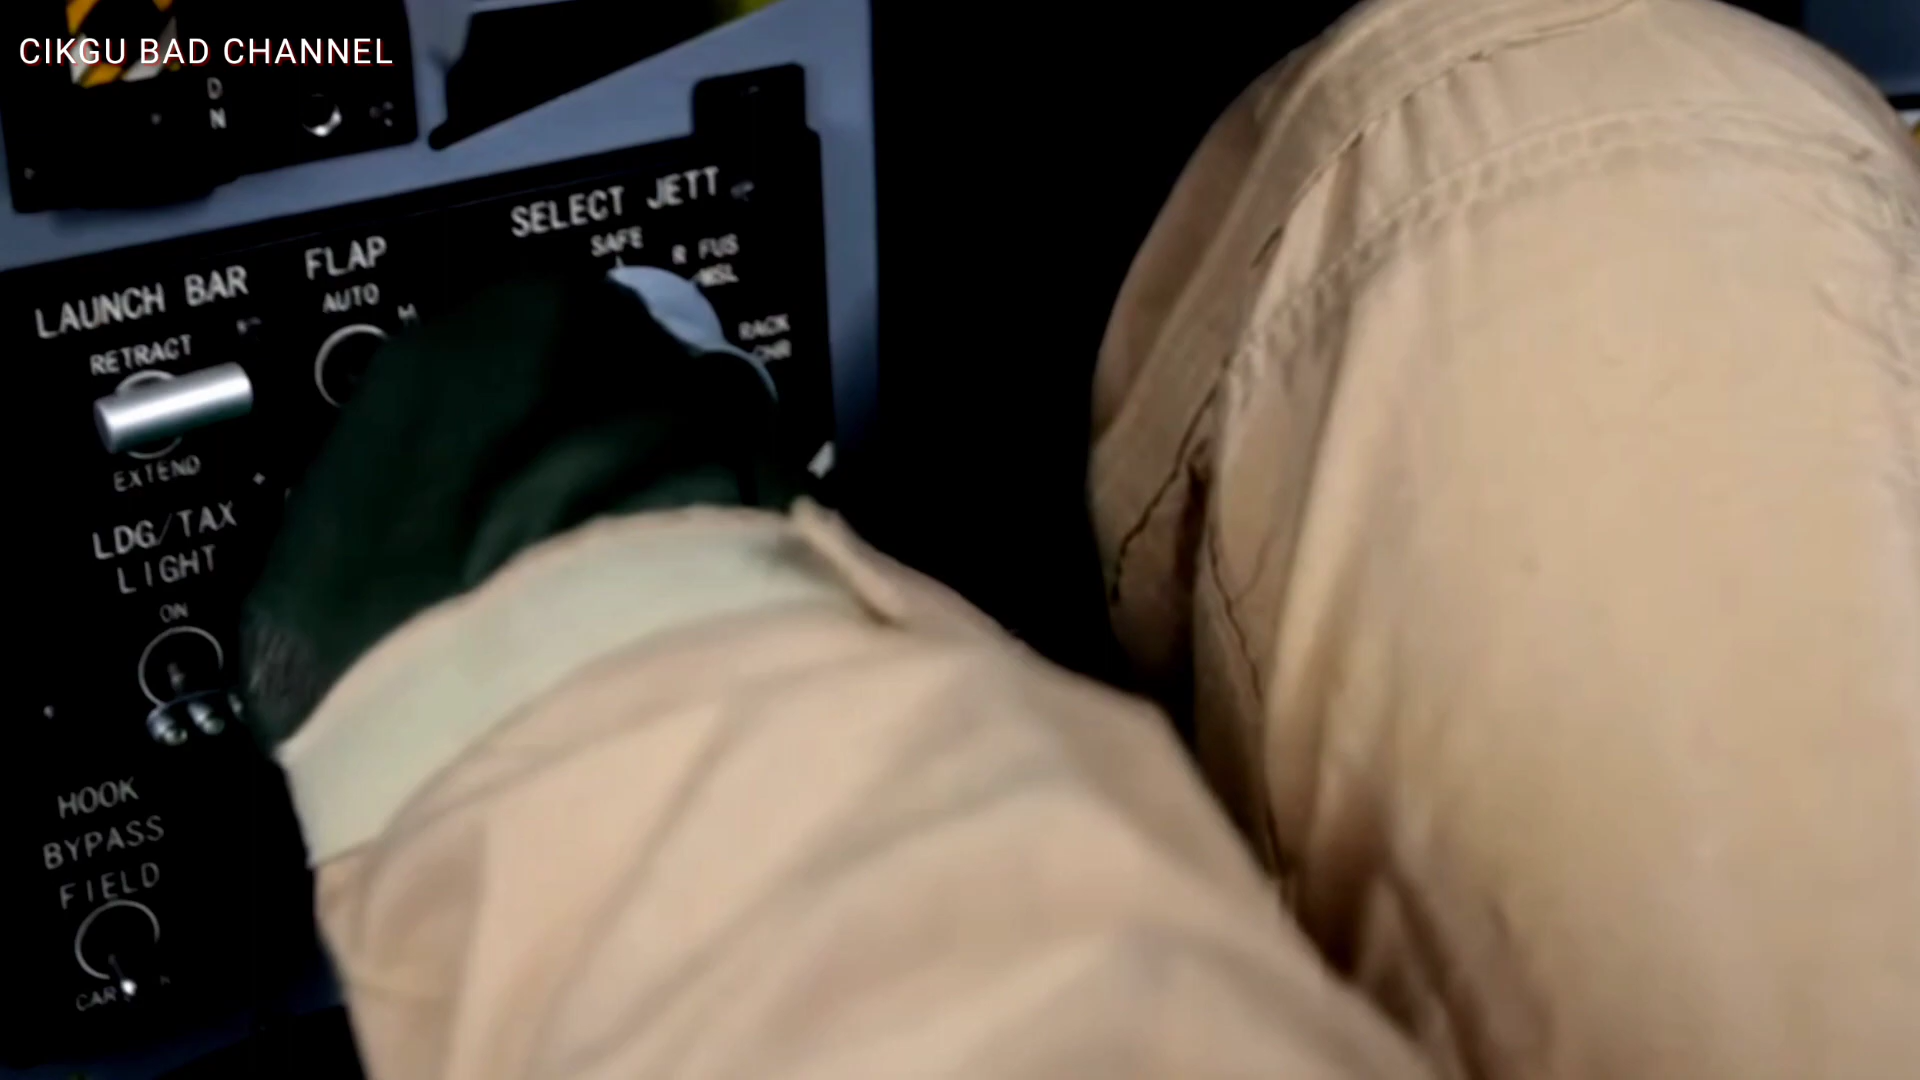 CIKGU BAD CHANNEL
D
N
SELECT JETT
SAFE
R FUS
MSL
RACK
FLAP
AUTO
LAUNCH BAR
RETRACT
EXTEND
LDG/TAX
LIGHT
ON
HOOK
BYPASS
FIELD